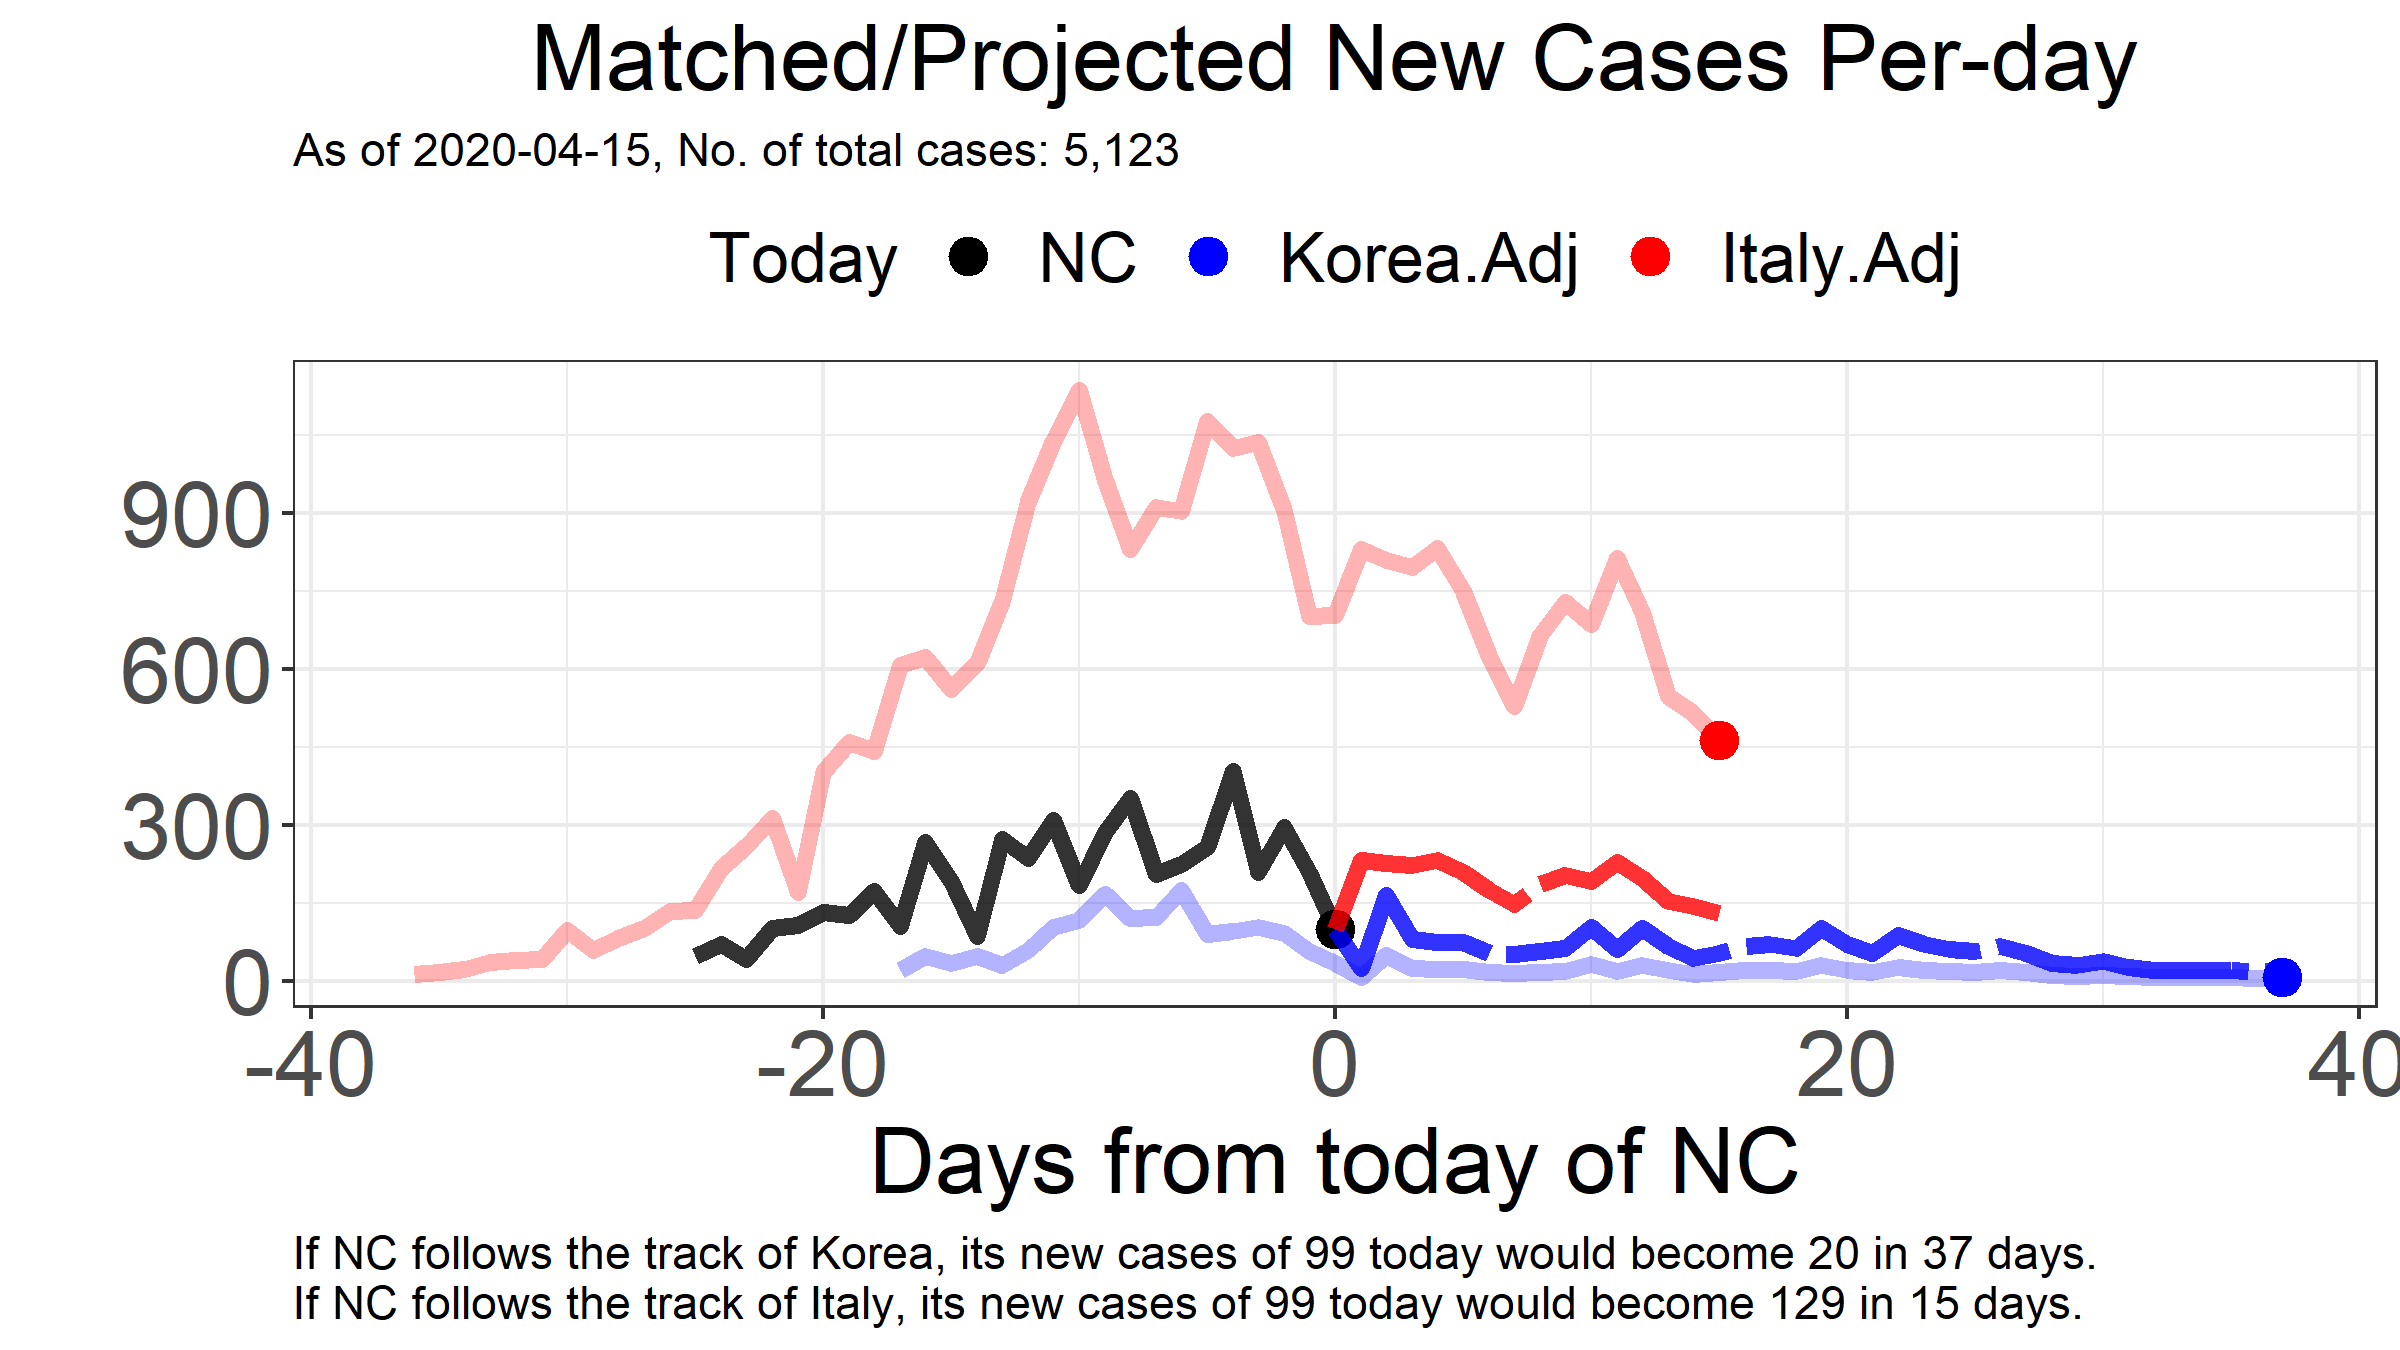 Matched/Projected New Cases Per-day
As of 2020-04-15, No. of total cases: 5,123
Today NC Korea.Adj Italy.Adj
900
600
300
0
-40 -20 0 20 40
Days from today of NC
If NC follows the track of Korea, its new cases of 99 today would become 20 in 37 days.
If NC follows the track of Italy, its new cases of 99 today would become 129 in 15 days.